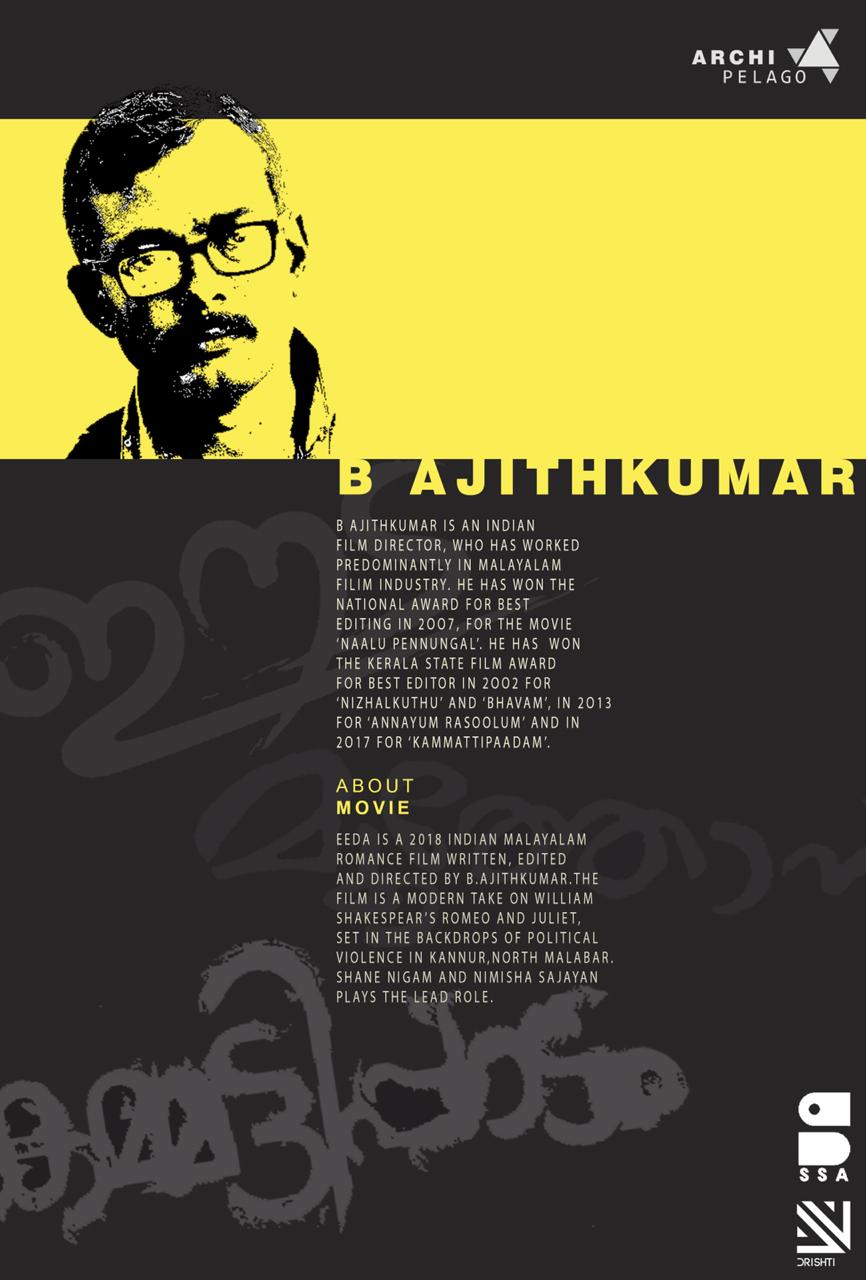 ARCHI
PELAGO
B AJITHKUMAR
B AJITHKUMAR IS AN INDIAN
FILM DIRECTOR, WHO HAS WORKED
PREDOMINANTLY IN MALAYALAM
FILIM INDUSTRY. HE HAS WON THE
NATIONAL AWARD FOR BEST
EDITING IN 2007, FOR THE MOVIE
‘NAALU PENNUNGAL’. HE HAS WON
THE KERALA STATE FILM AWARD
FOR BEST EDITOR IN 2002 FOR
‘NIZHALKUTHU’ AND ‘BHAVAM’, IN 2013
FOR ‘ANNAYUM RASOOLUM’ AND IN
2017 FOR ‘KAMMATTIPAADAM’.
ABOUT
MOVIE
EEDA IS A 2018 INDIAN MALAYALAM
ROMANCE FILM WRITTEN, EDITED
AND DIRECTED BY B.AJITHKUMAR.THE
FILM IS A MODERN TAKE ON WILLIAM
SHAKESPEAR’S ROMEO AND JULIET,
SET IN THE BACKDROPS OF POLITICAL
VIOLENCE IN KANNUR,NORTH MALABAR.
SHANE NIGAM AND NIMISHA SAJAYAN
PLAYS THE LEAD ROLE.
ഈട
കമ്മട്ടിപാടം
SSA
DRISHTI